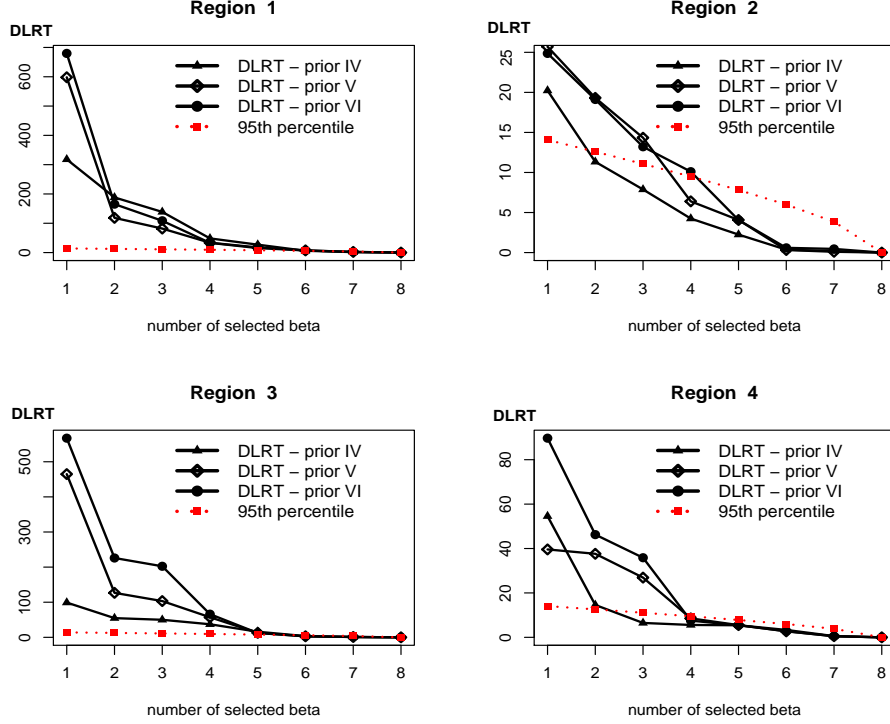 Region 1
DLRT
DLRT – prior IV
DLRT – prior V
DLRT – prior VI
95th percentile
0 200 400 600
1 2 3 4 5 6 7 8
number of selected beta
Region 2
DLRT
DLRT – prior IV
DLRT – prior V
DLRT – prior VI
95th percentile
0 5 10 15 20 25
1 2 3 4 5 6 7 8
number of selected beta
Region 3
DLRT
DLRT – prior IV
DLRT – prior V
DLRT – prior VI
95th percentile
0 100 300 500
1 2 3 4 5 6 7 8
number of selected beta
Region 4
DLRT
DLRT – prior IV
DLRT – prior V
DLRT – prior VI
95th percentile
0 20 40 60 80
1 2 3 4 5 6 7 8
number of selected beta